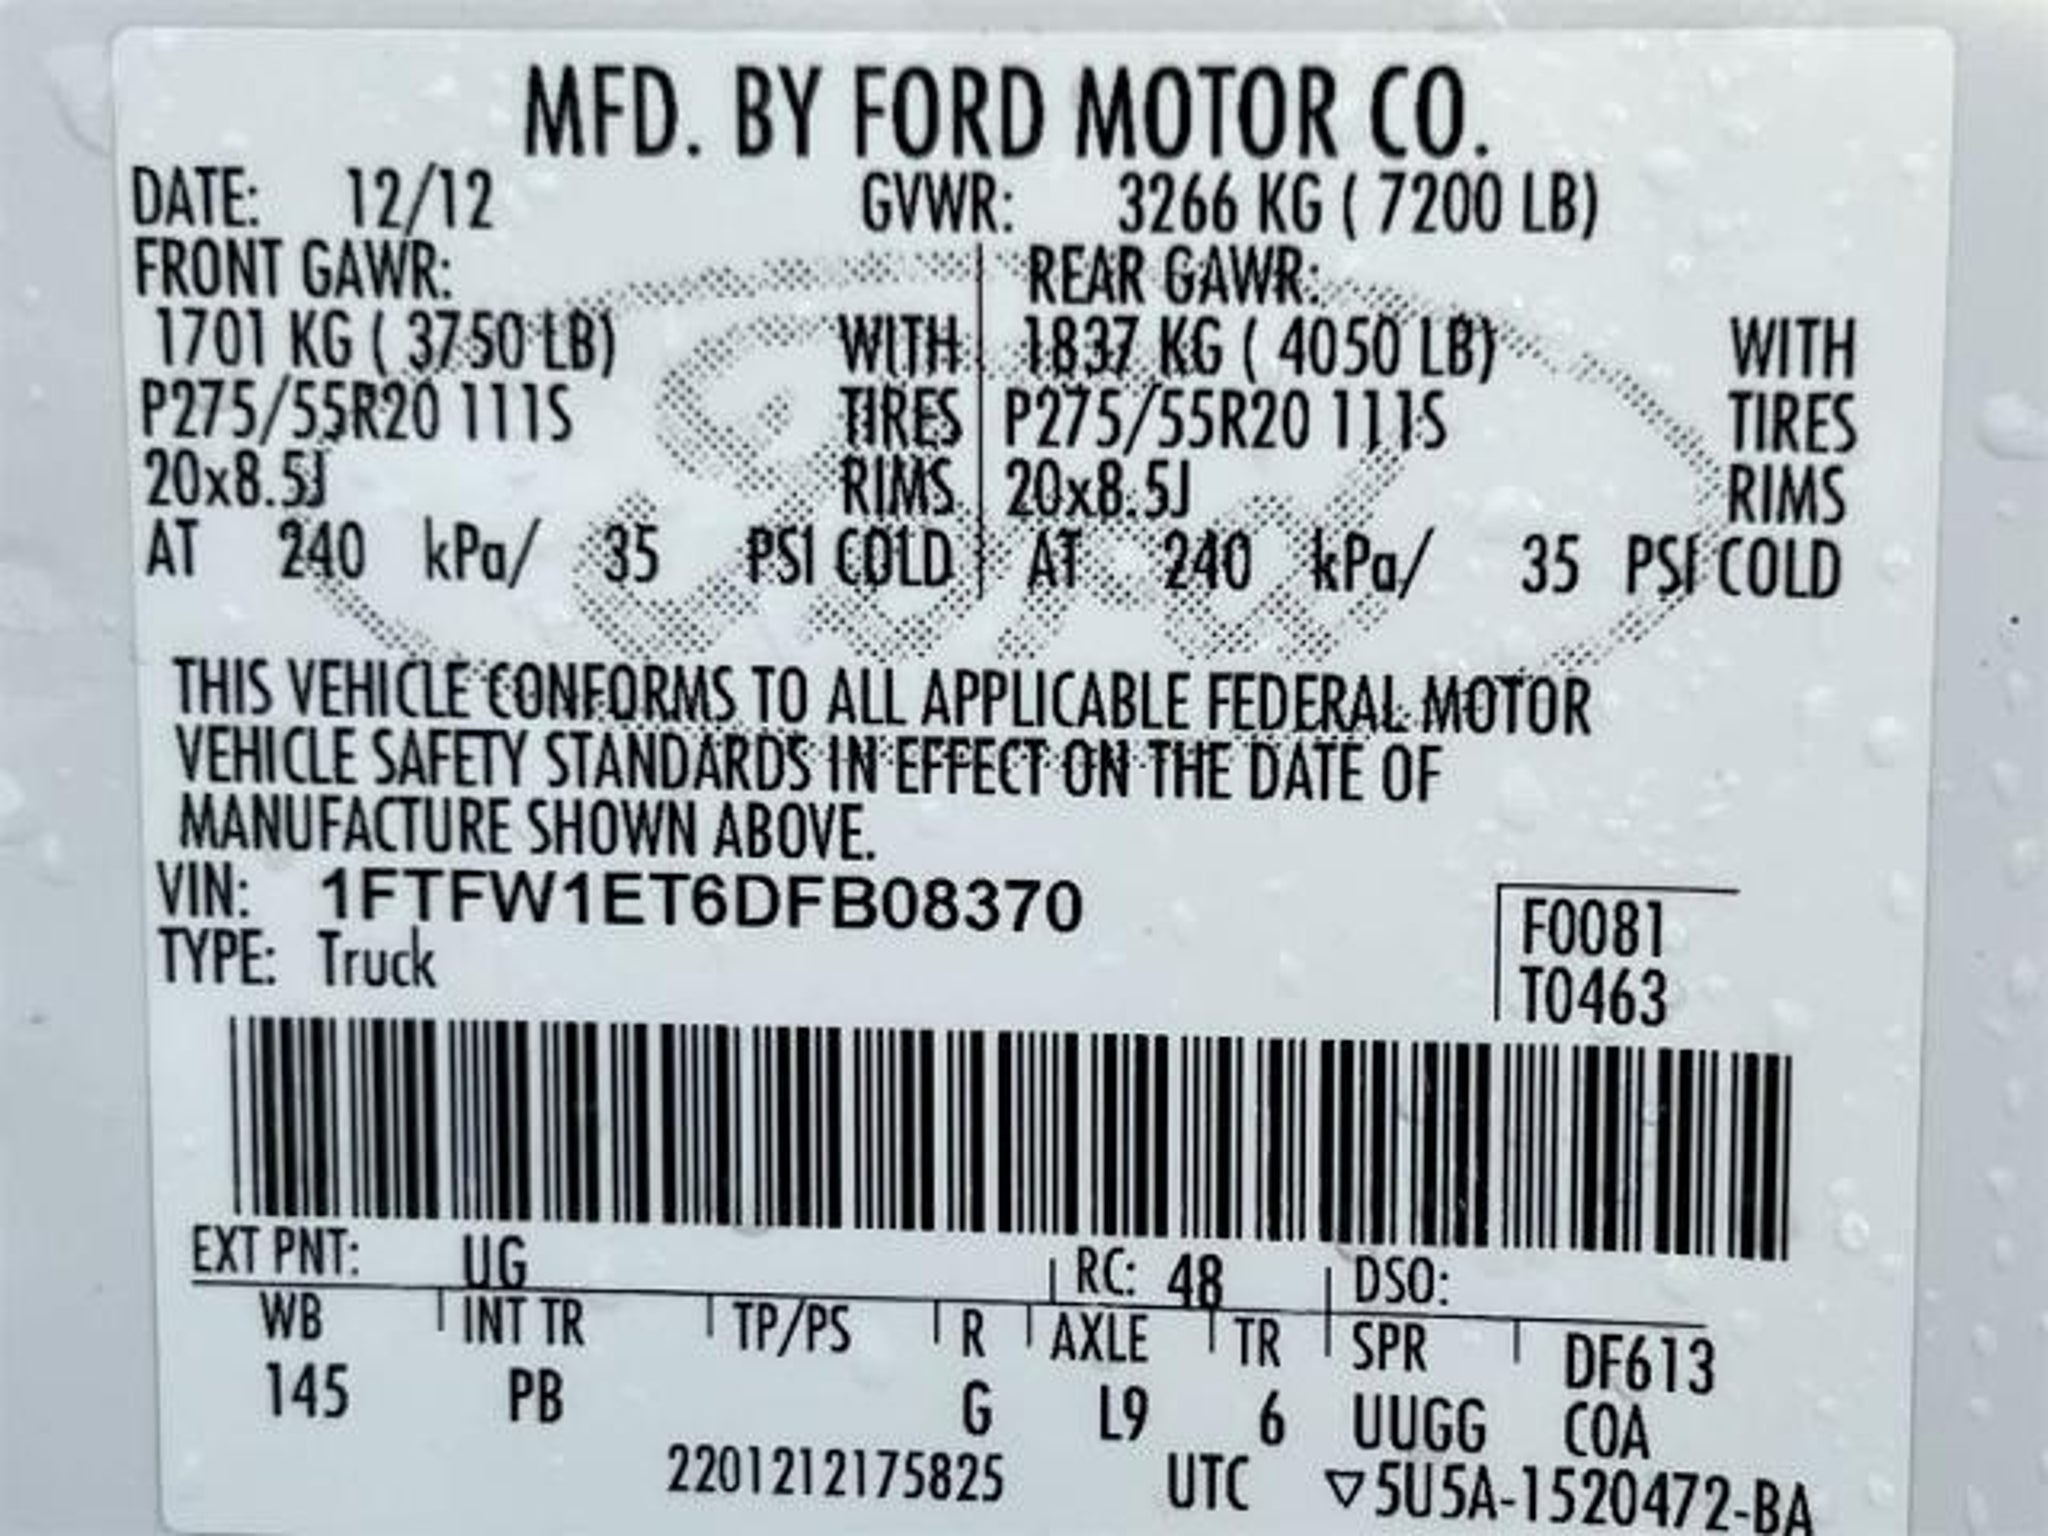 MFD. BY FORD MOTOR CO.
DATE: 12/12 GVWR: 3266 KG ( 7200 LB)
FRONT GAWR: REAR GAWR:
1701 KG ( 3750 LB) WITH 1837 KG ( 4050 LB) WITH
P275/55R20 111S TIRES P275/55R20 111S TIRES
20x8.5J RIMS 20x8.5J RIMS
AT 240 kPa/ 35 PSI COLD AT 240 kPa/ 35 PSI COLD
THIS VEHICLE CONFORMS TO ALL APPLICABLE FEDERAL MOTOR
VEHICLE SAFETY STANDARDS IN EFFECT ON THE DATE OF
MANUFACTURE SHOWN ABOVE.
VIN: 1FTFW1ET6DFB08370 F0081
TYPE: Truck T0463
EXT PNT: UG RC: 48 DSO:
WB INT TR TP/PS R AXLE TR SPR DF613
145 PB G L9 6 UUGG COA
2201212175825 UTC ▽5U5A-1520472-BA